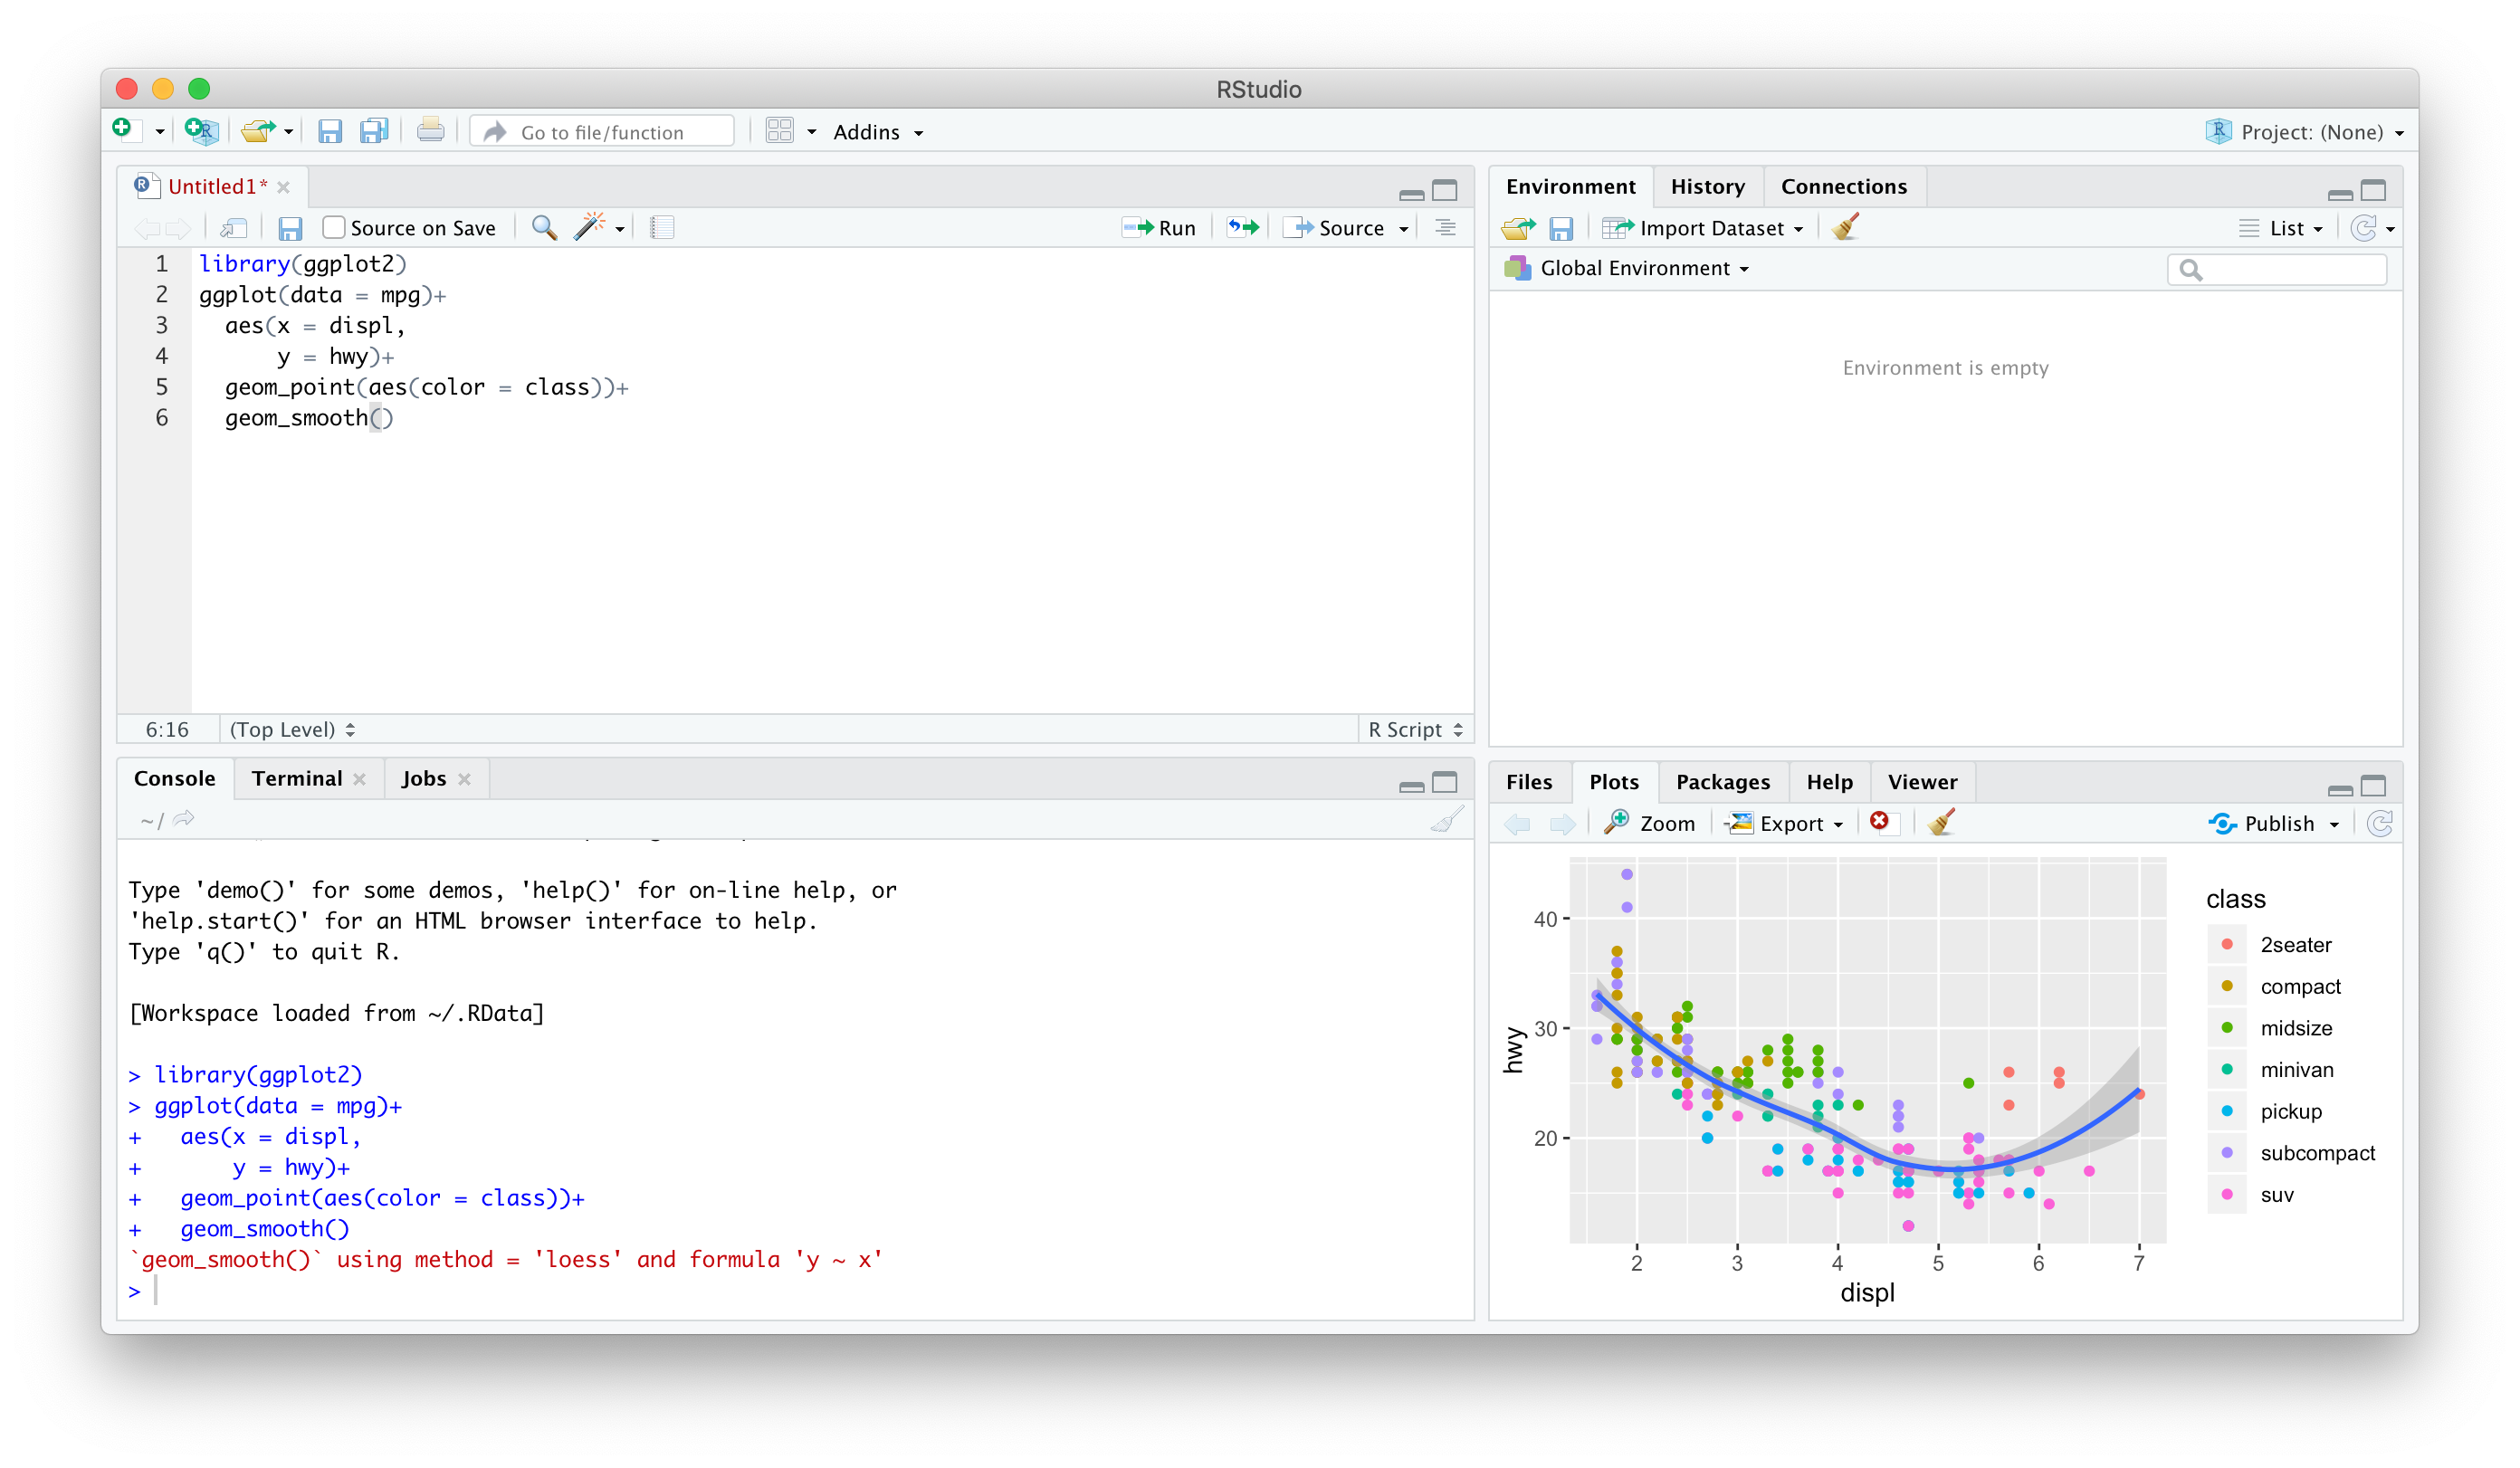 RStudio
Go to file/function
Addins
Project: (None)
Untitled1*
Source on Save
Run
Source
1 library(ggplot2)
2 ggplot(data = mpg)+
3 aes(x = displ,
4 y = hwy)+
5 geom_point(aes(color = class))+
6 geom_smooth()
6:16 (Top Level) R Script
Environment History Connections
Import Dataset
List
Global Environment
Environment is empty
Console Terminal Jobs
~/
Type 'demo()' for some demos, 'help()' for on-line help, or
'help.start()' for an HTML browser interface to help.
Type 'q()' to quit R.
[Workspace loaded from ~/.RData]
> library(ggplot2)
> ggplot(data = mpg)+
+ aes(x = displ,
+ y = hwy)+
+ geom_point(aes(color = class))+
+ geom_smooth()
`geom_smooth()` using method = 'loess' and formula 'y ~ x'
>
Files Plots Packages Help Viewer
Zoom Export Publish
40
30
20
hwy
2 3 4 5 6 7
displ
class
2seater
compact
midsize
minivan
pickup
subcompact
suv